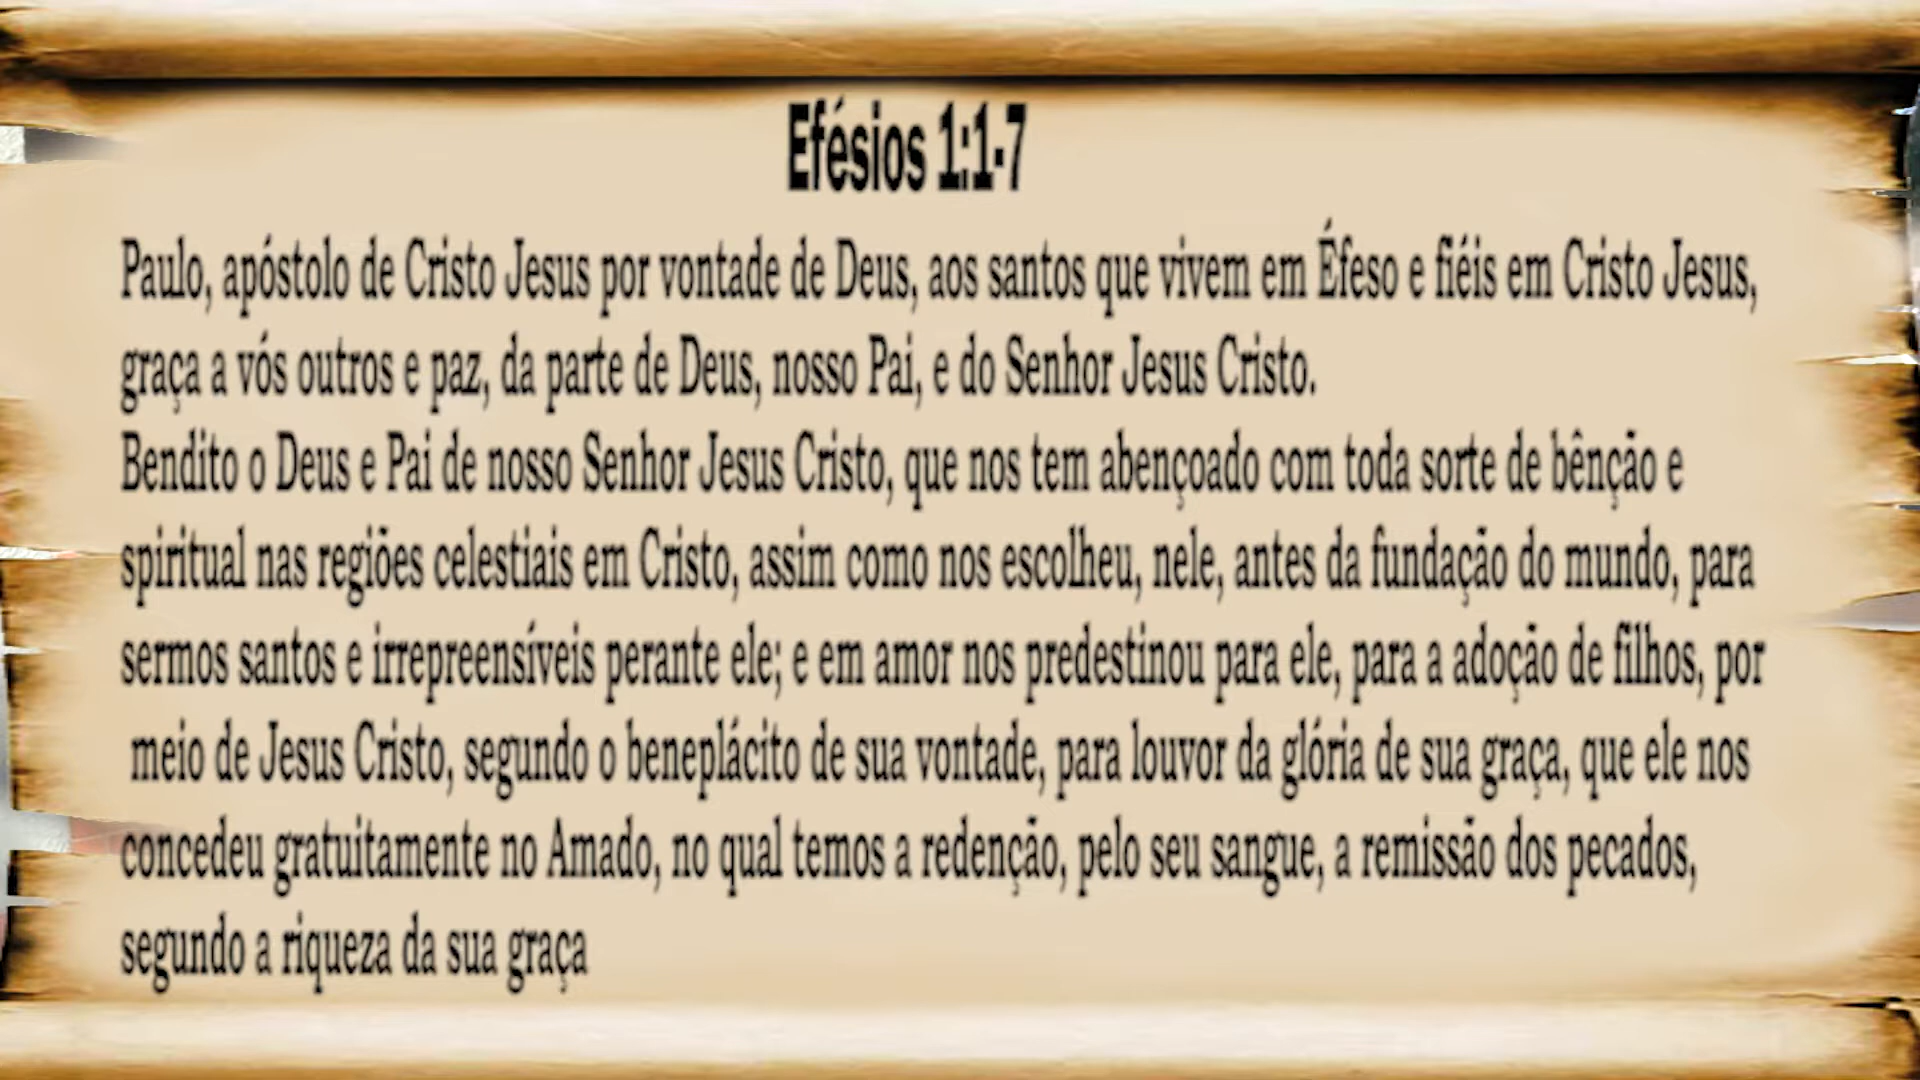 Efésios 1:1-7
Paulo, apóstolo de Cristo Jesus por vontade de Deus, aos santos que vivem em Éfeso e fiéis em Cristo Jesus,
graça a vós outros e paz, da parte de Deus, nosso Pai, e do Senhor Jesus Cristo.
Bendito o Deus e Pai de nosso Senhor Jesus Cristo, que nos tem abençoado com toda sorte de bênção e
spiritual nas regiões celestiais em Cristo, assim como nos escolheu, nele, antes da fundação do mundo, para
sermos santos e irrepreensíveis perante ele; e em amor nos predestinou para ele, para a adoção de filhos, por
meio de Jesus Cristo, segundo o beneplácito de sua vontade, para louvor da glória de sua graça, que ele nos
concedeu gratuitamente no Amado, no qual temos a redenção, pelo seu sangue, a remissão dos pecados,
segundo a riqueza da sua graça